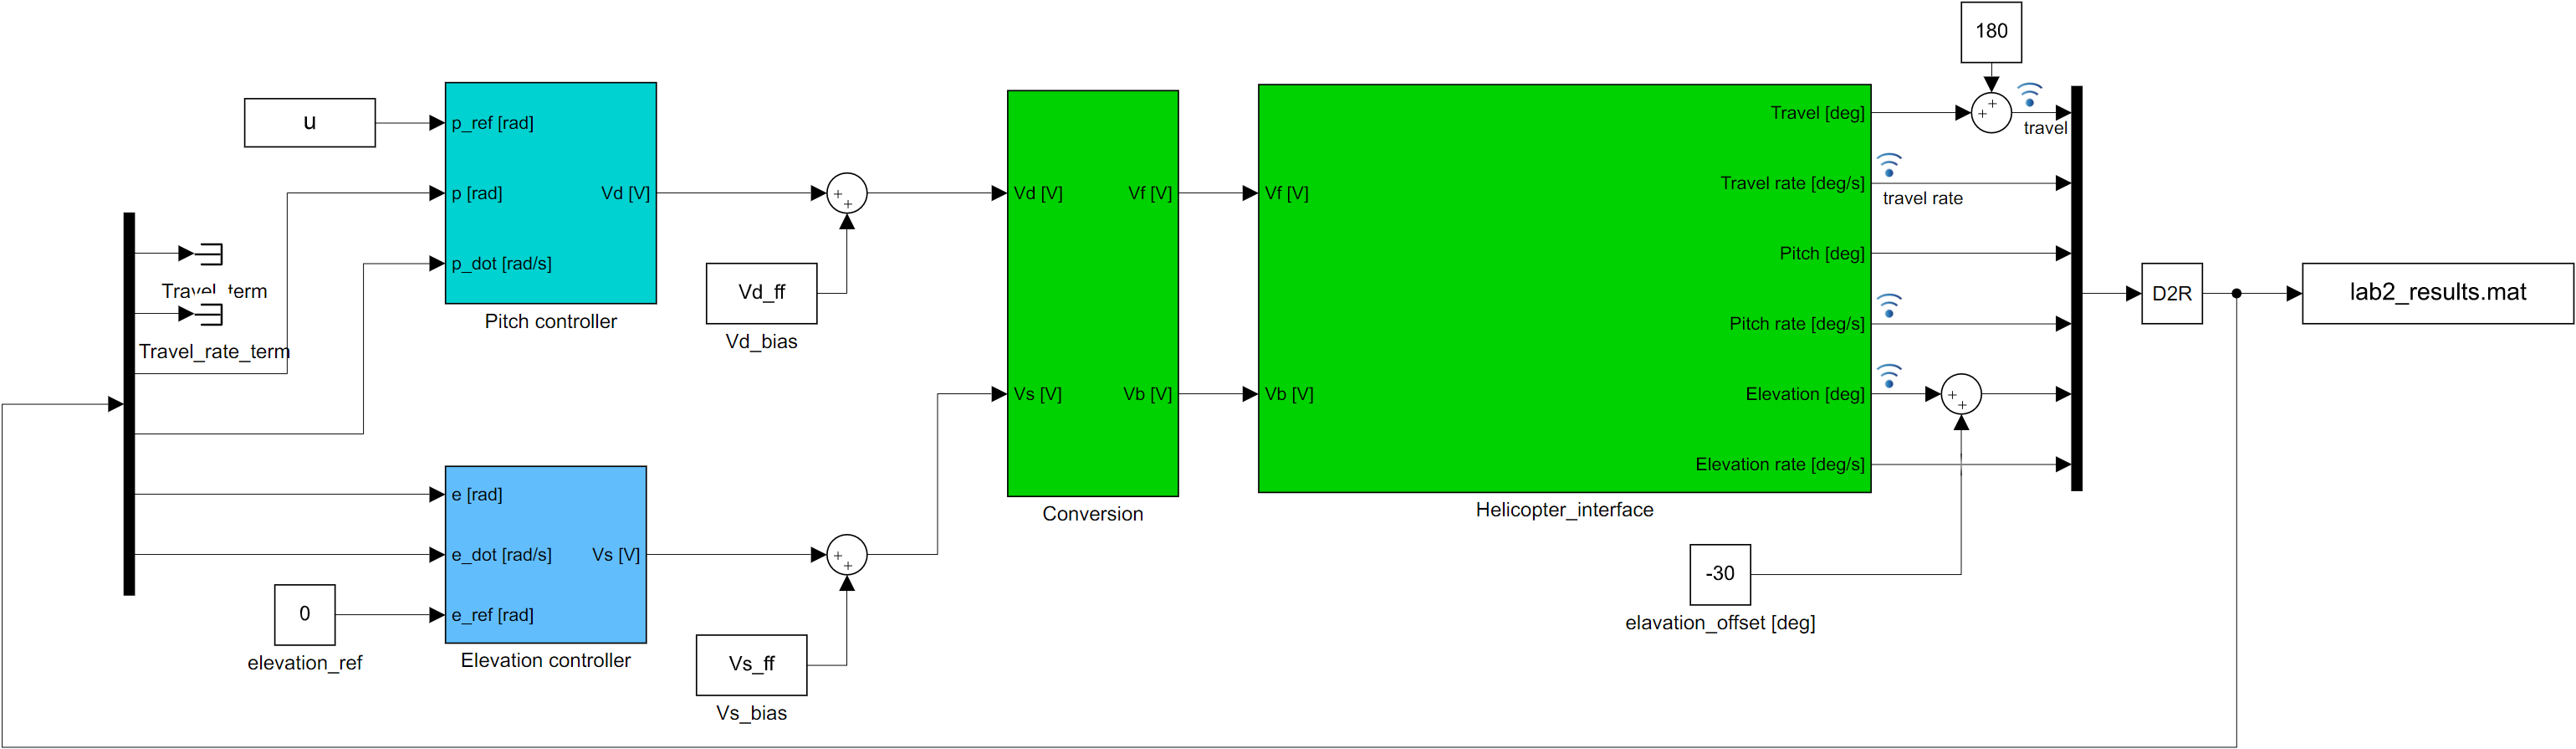 180
u
p_ref [rad]
p [rad]
p_dot [rad/s]
Vd [V]
Pitch controller
Travel_term
Travel_rate_term
Vd_ff
Vd_bias
Vd [V]
Vf [V]
Vs [V]
Vb [V]
Conversion
Vf [V]
Vb [V]
Travel [deg]
Travel rate [deg/s]
Pitch [deg]
Pitch rate [deg/s]
Elevation [deg]
Elevation rate [deg/s]
Helicopter_interface
travel
travel rate
D2R
lab2_results.mat
e [rad]
e_dot [rad/s]
e_ref [rad]
Vs [V]
Elevation controller
0
elevation_ref
Vs_ff
Vs_bias
-30
elavation_offset [deg]